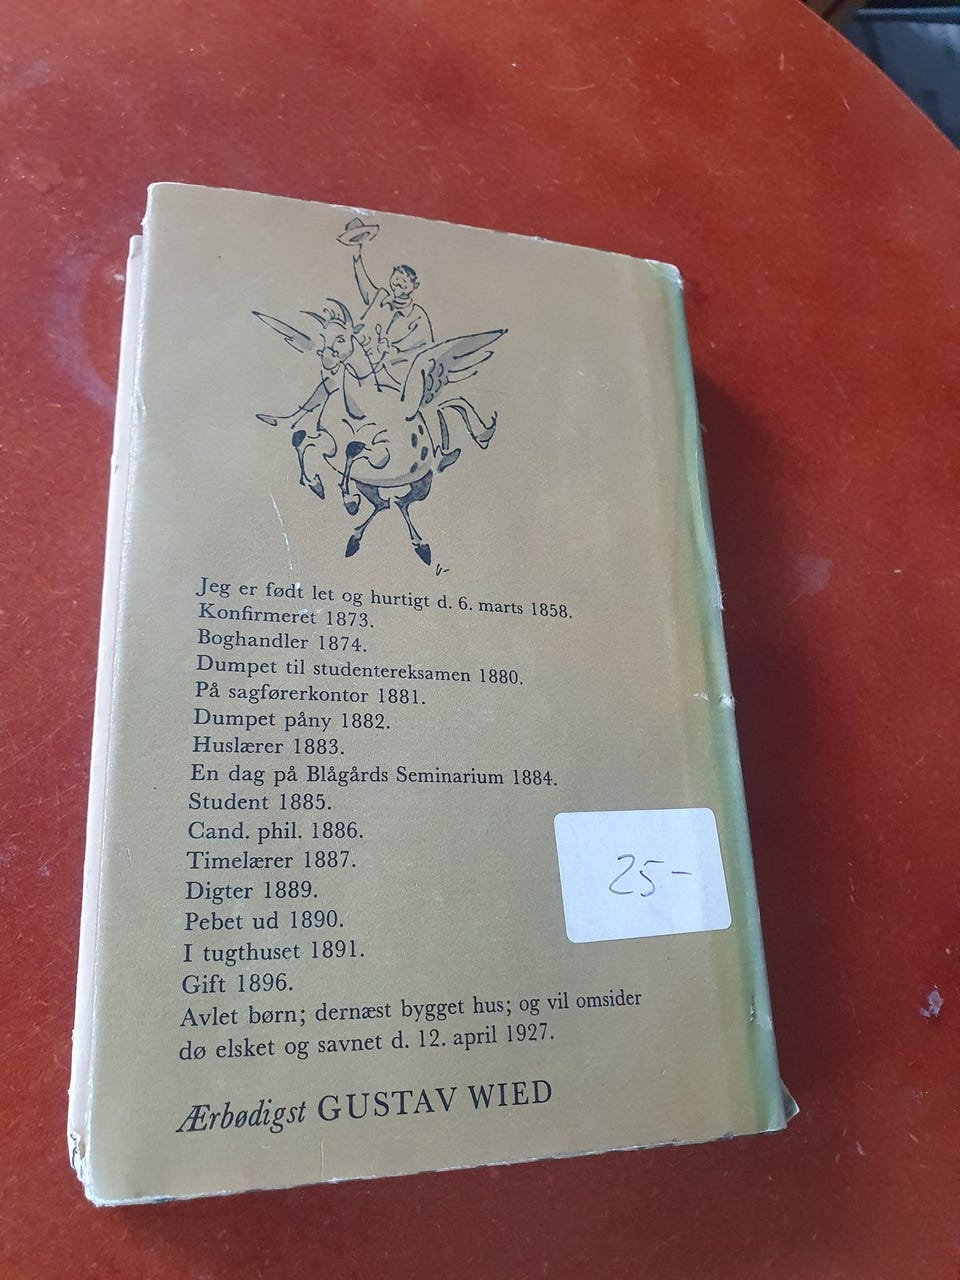 Jeg er født let og hurtigt d. 6. marts 1858.
Konfirmeret 1873.
Boghandler 1874.
Dumpet til studentereksamen 1880.
På sagførerkontor 1881.
Dumpet påny 1882.
Huslærer 1883.
En dag på Blågårds Seminarium 1884.
Student 1885.
Cand. phil. 1886.
Timelærer 1887.
Digter 1889.
Pebet ud 1890.
I tugthuset 1891.
Gift 1896.
Avlet børn; dernæst bygget hus; og vil omsider
dø elsket og savnet d. 12. april 1927.
Ærbødigst GUSTAV WIED
25-